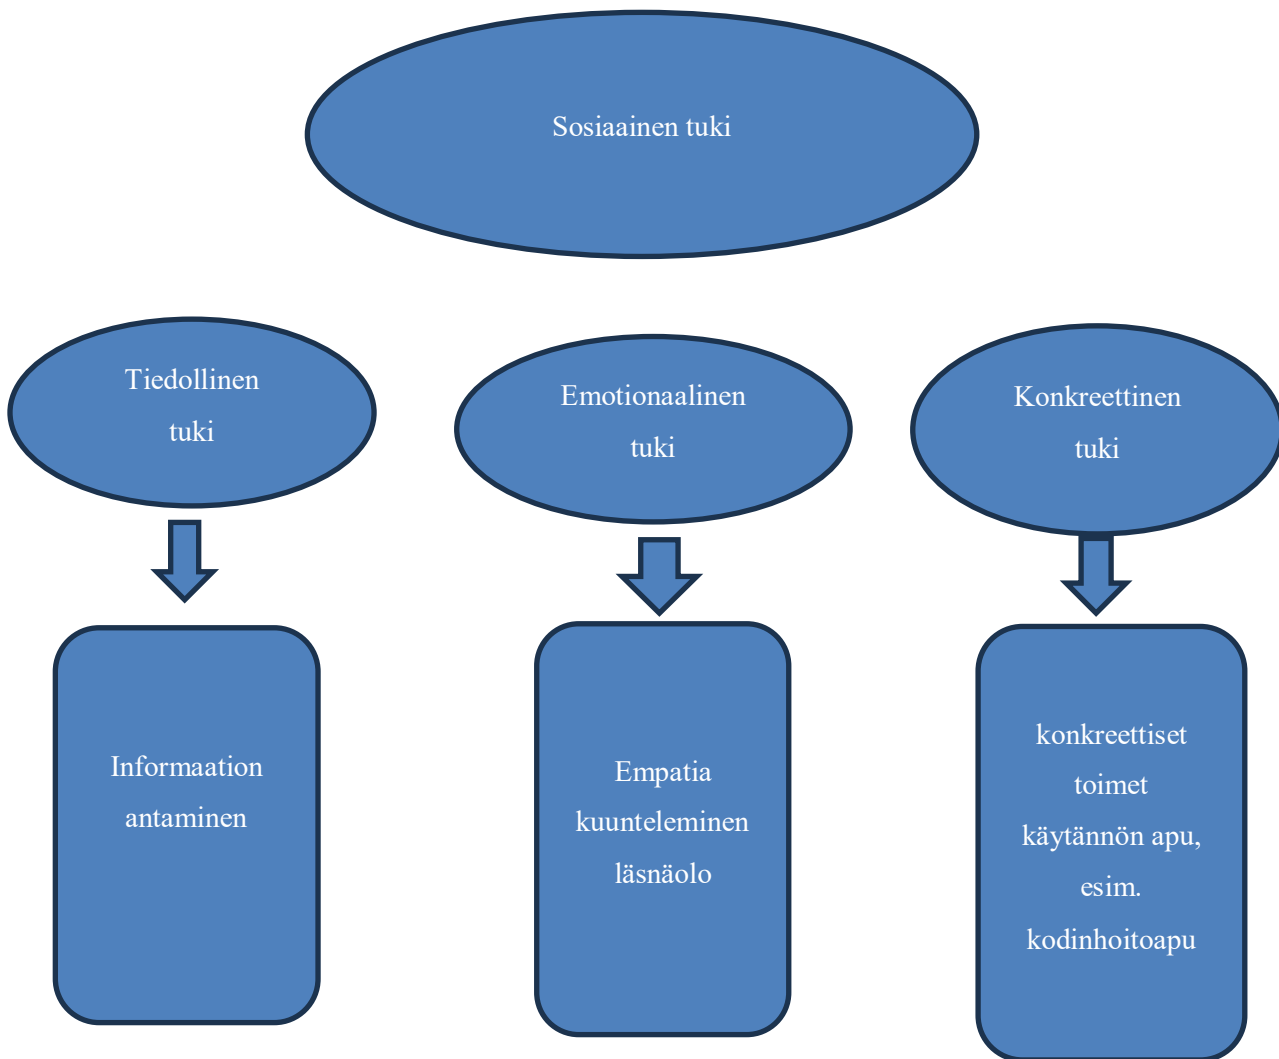 Sosiaainen tuki
Tiedollinen
tuki
Emotionaalinen
tuki
Konkreettinen
tuki
Informaation
antaminen
Empatia
kuunteleminen
läsnäolo
konkreettiset
toimet
käytännön apu,
esim.
kodinhoitoapu